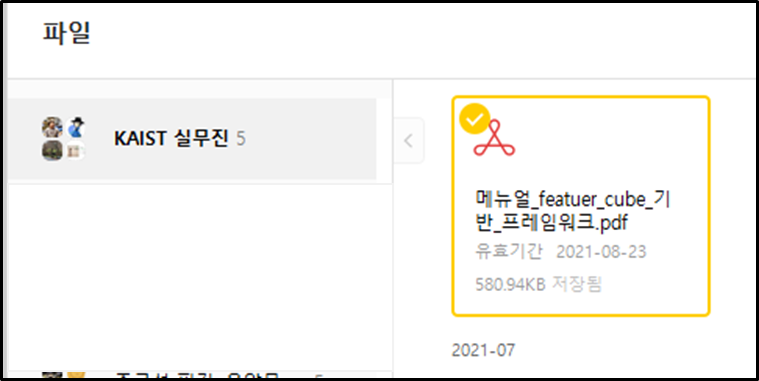 파일
KAIST 실무진 5
메뉴얼_featuer_cube_기
반_프레임워크.pdf
유효기간 2021-08-23
580.94KB 저장됨
2021-07